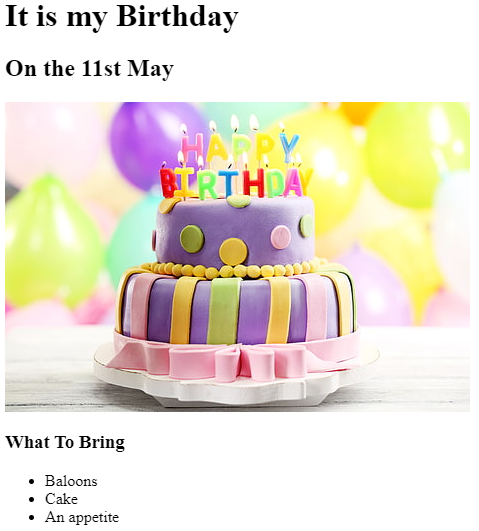 It is my Birthday
On the 11st May
HAPPY
BIRTHDAY
What To Bring
Baloons
Cake
An appetite